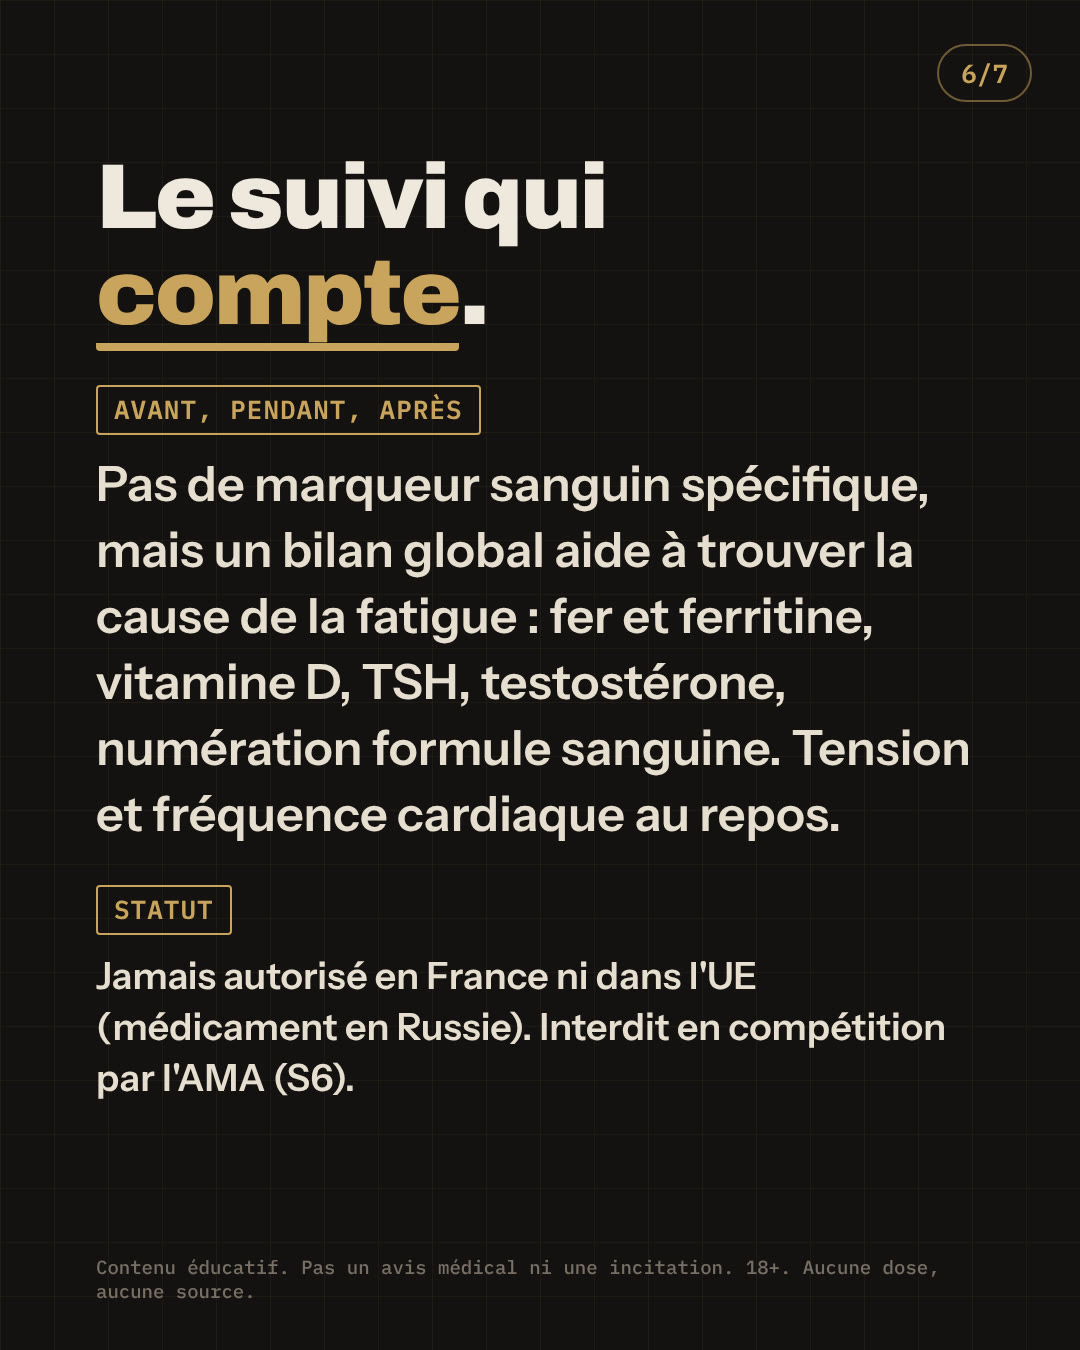 6/7
Le suivi qui
compte.
AVANT, PENDANT, APRÈS
Pas de marqueur sanguin spécifique,
mais un bilan global aide à trouver la
cause de la fatigue : fer et ferritine,
vitamine D, TSH, testostérone,
numération formule sanguine. Tension
et fréquence cardiaque au repos.
STATUT
Jamais autorisé en France ni dans l'UE
(médicament en Russie). Interdit en compétition
par l'AMA (S6).
Contenu éducatif. Pas un avis médical ni une incitation. 18+. Aucune dose,
aucune source.